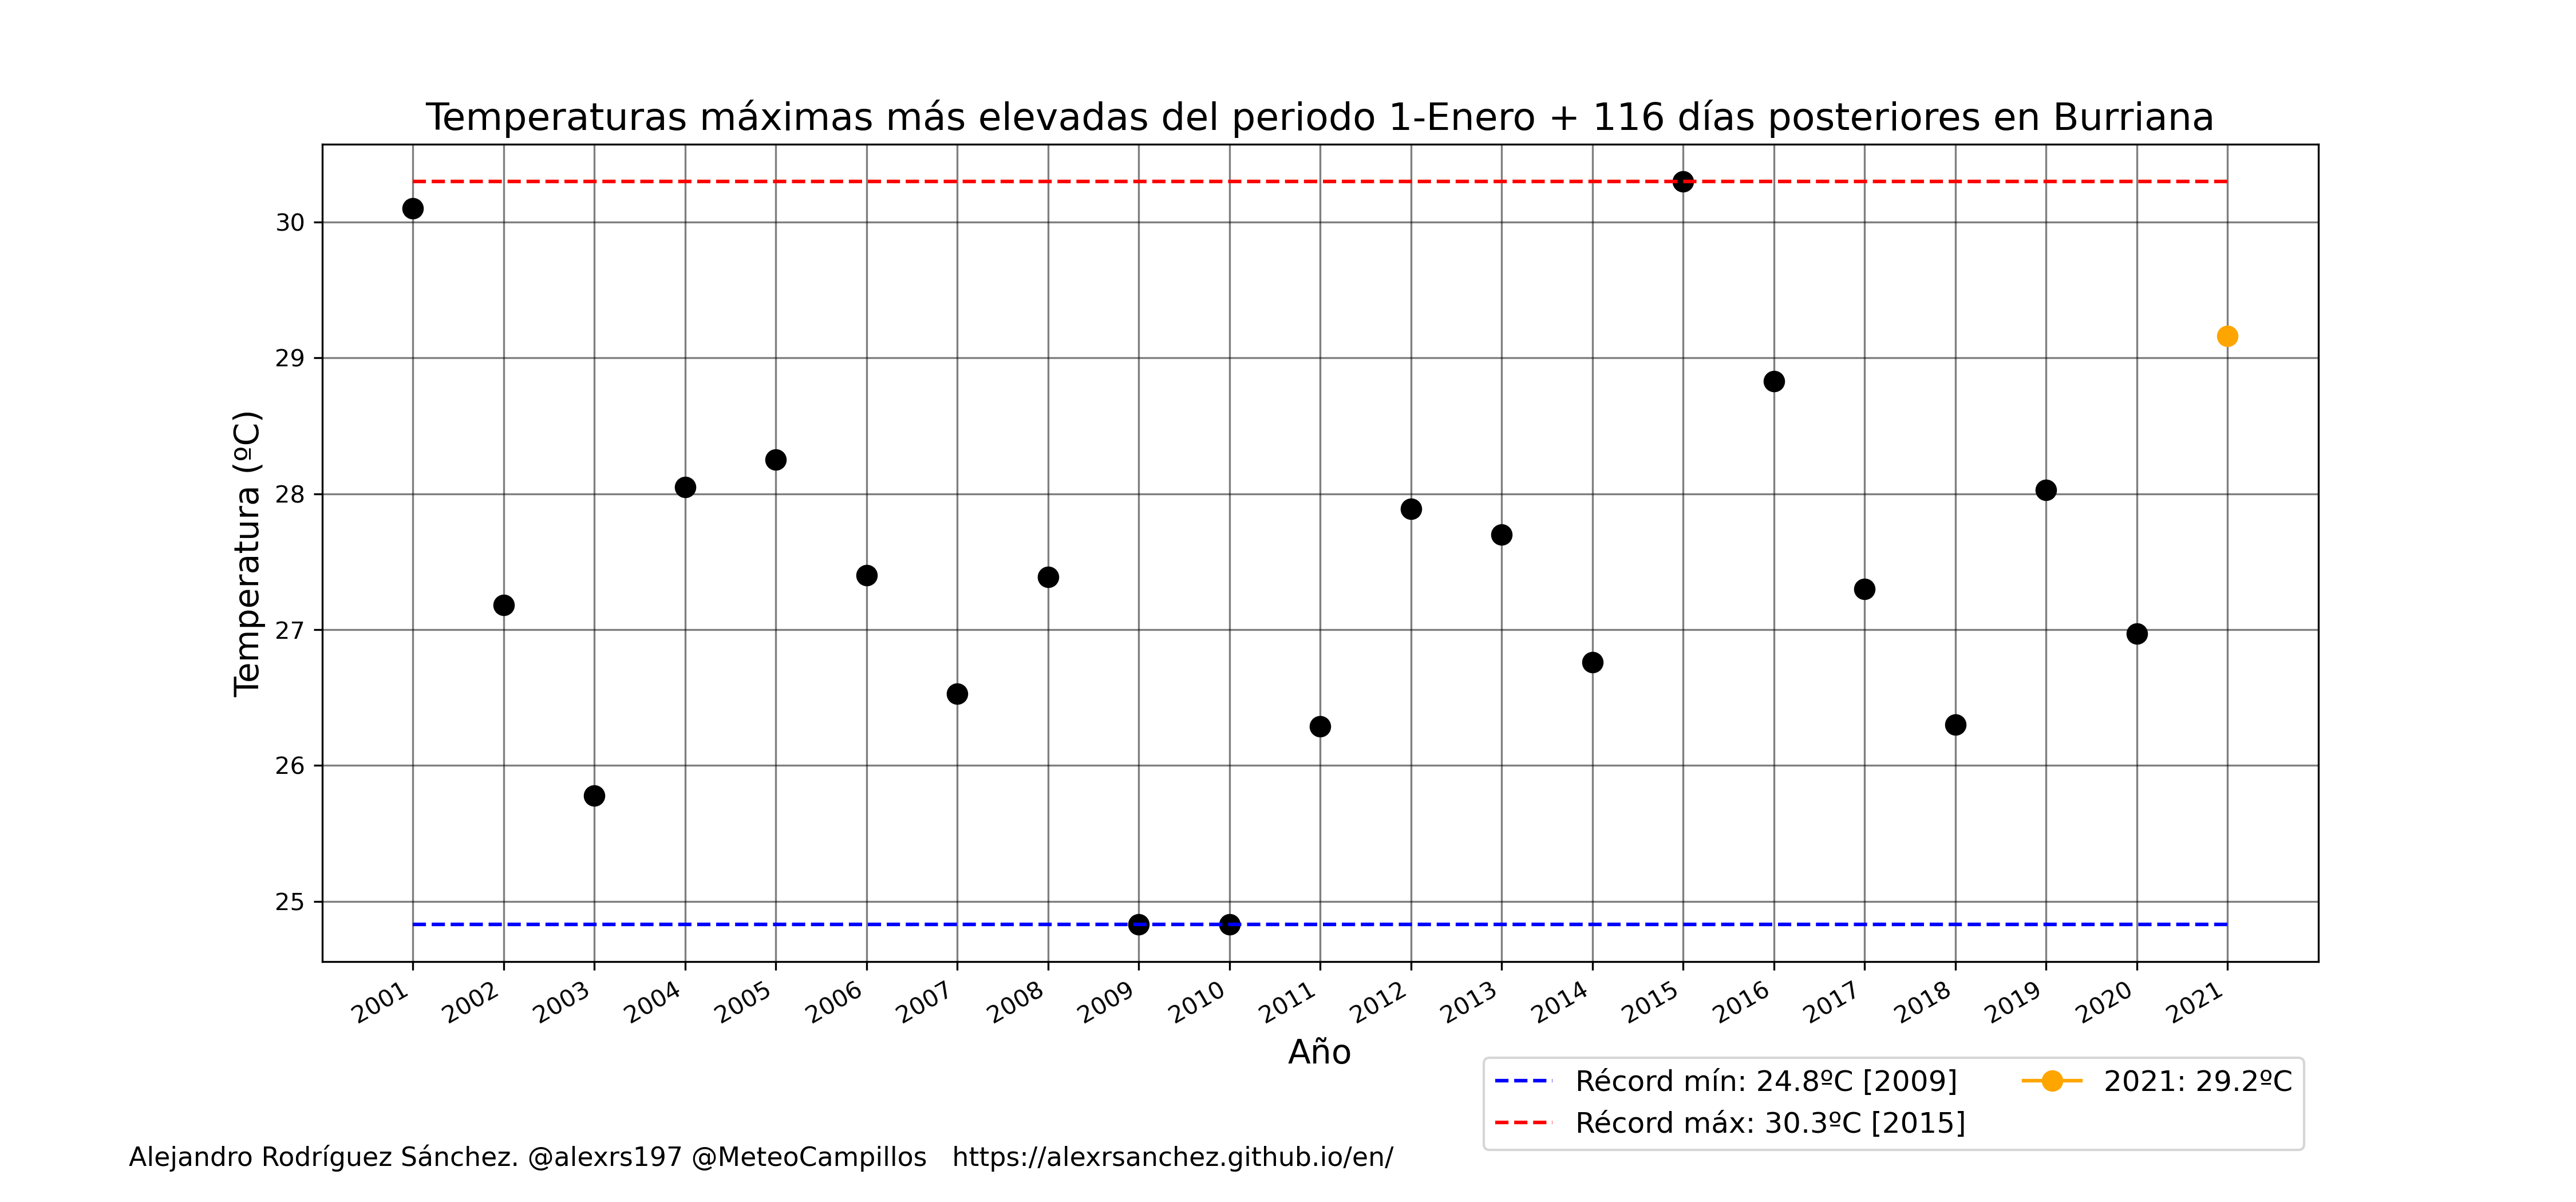 Temperaturas máximas más elevadas del periodo 1-Enero + 116 días posteriores en Burriana
Temperatura (ºC)
30
29
28
27
26
25
2001 2002 2003 2004 2005 2006 2007 2008 2009 2010 2011 2012 2013 2014 2015 2016 2017 2018 2019 2020 2021
Año
Récord mín: 24.8ºC [2009] 2021: 29.2ºC
Récord máx: 30.3ºC [2015]
Alejandro Rodríguez Sánchez. @alexrs197 @MeteoCampillos https://alexrsanchez.github.io/en/